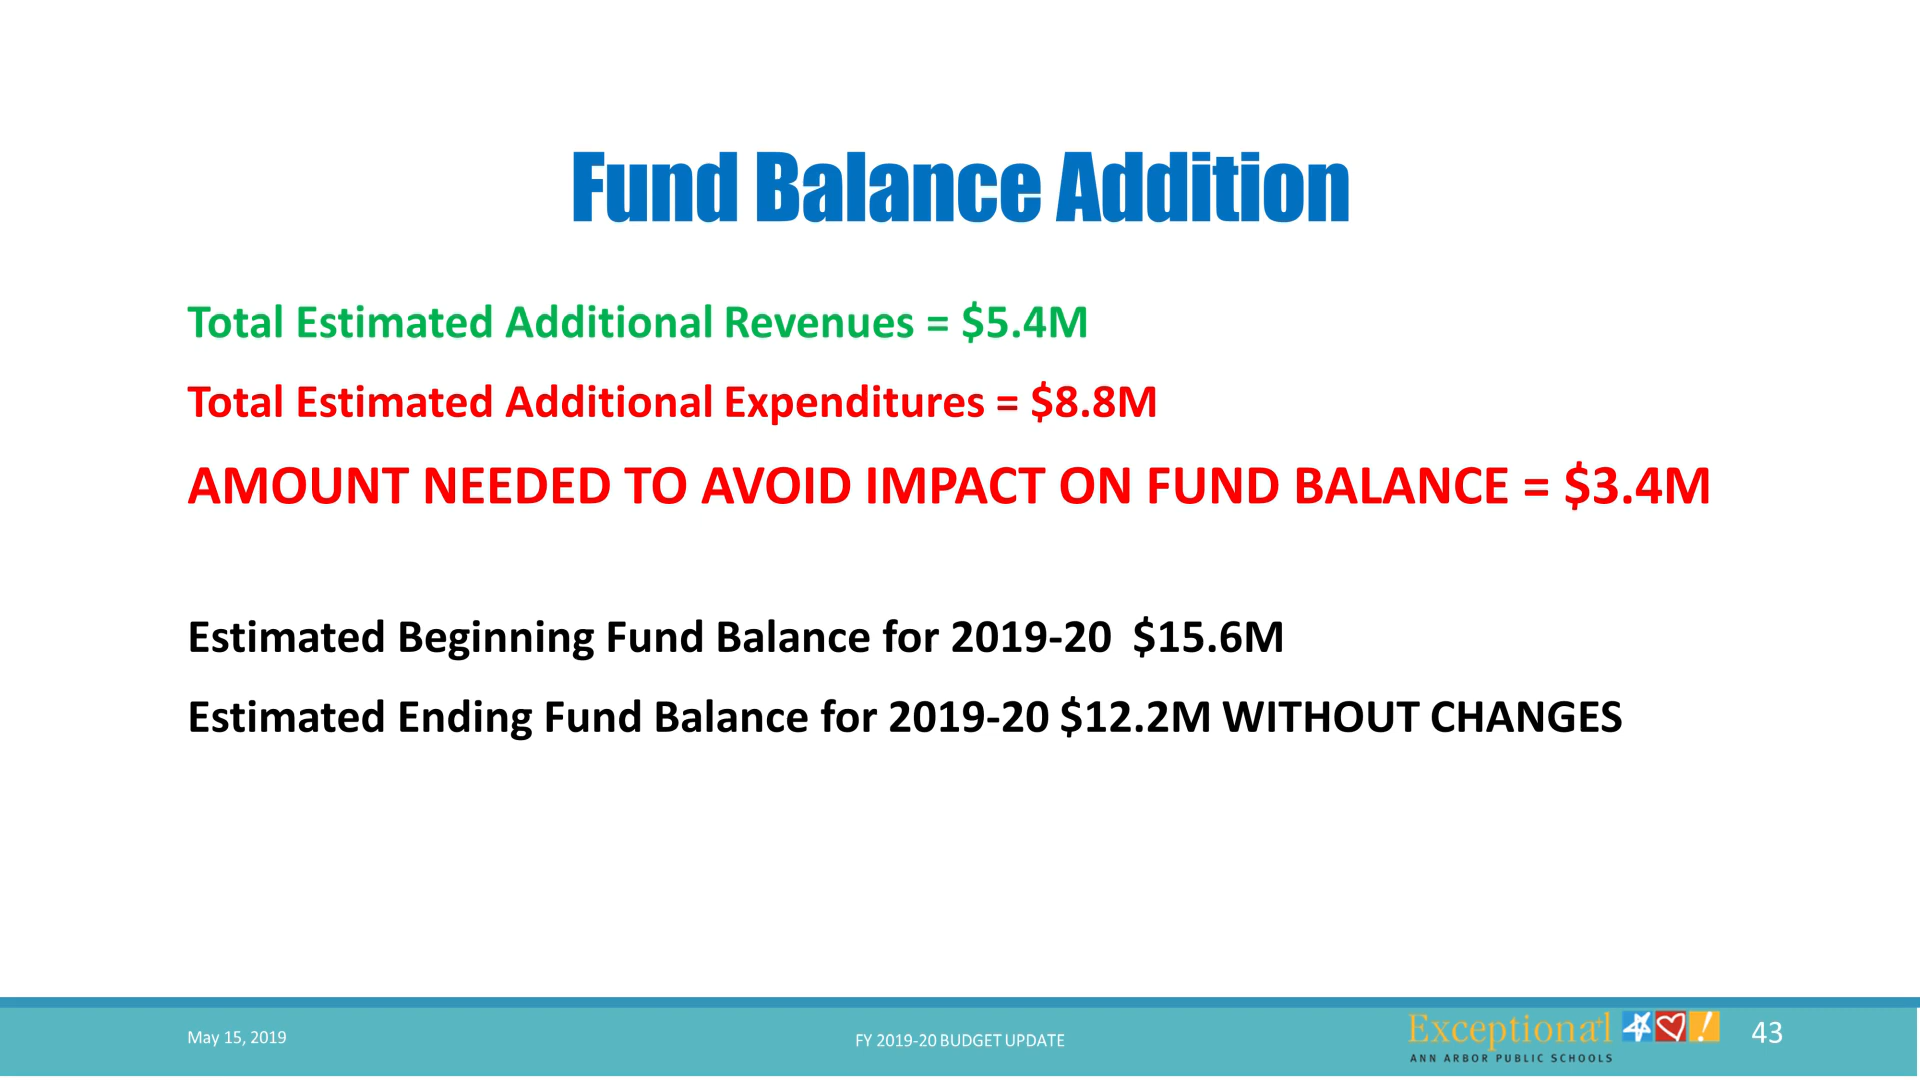 Fund Balance Addition
Total Estimated Additional Revenues = $5.4M
Total Estimated Additional Expenditures = $8.8M
AMOUNT NEEDED TO AVOID IMPACT ON FUND BALANCE = $3.4M
Estimated Beginning Fund Balance for 2019-20  $15.6M
Estimated Ending Fund Balance for 2019-20 $12.2M WITHOUT CHANGES
May 15, 2019
FY 2019-20 BUDGET UPDATE
Exceptional
ANN ARBOR PUBLIC SCHOOLS
43